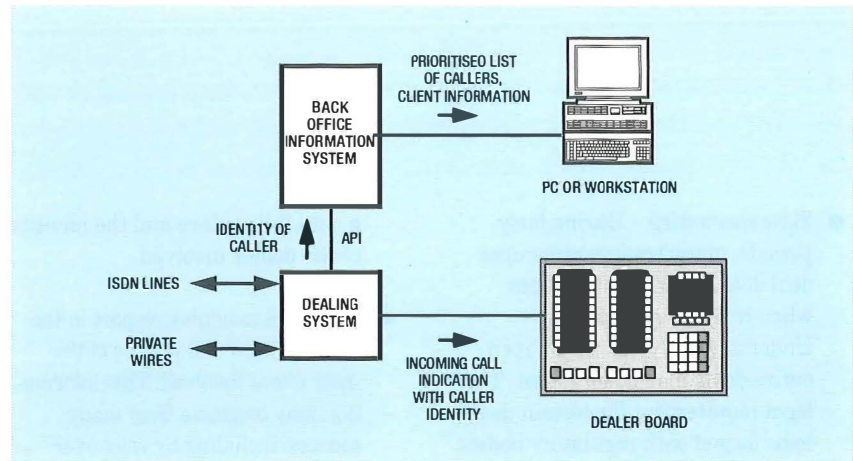 PRIORITISEO LIST
OF CALLERS,
CLIENT INFORMATION
BACK
OFFICE
INFORMATION
SYSTEM
PC OR WORKSTATION
IDENTITY OF
CALLER
API
ISDN LINES
DEALING
SYSTEM
PRIVATE
WIRES
INCOMING CALL
INDICATION
WITH CALLER
IDENTITY
DEALER BOARD